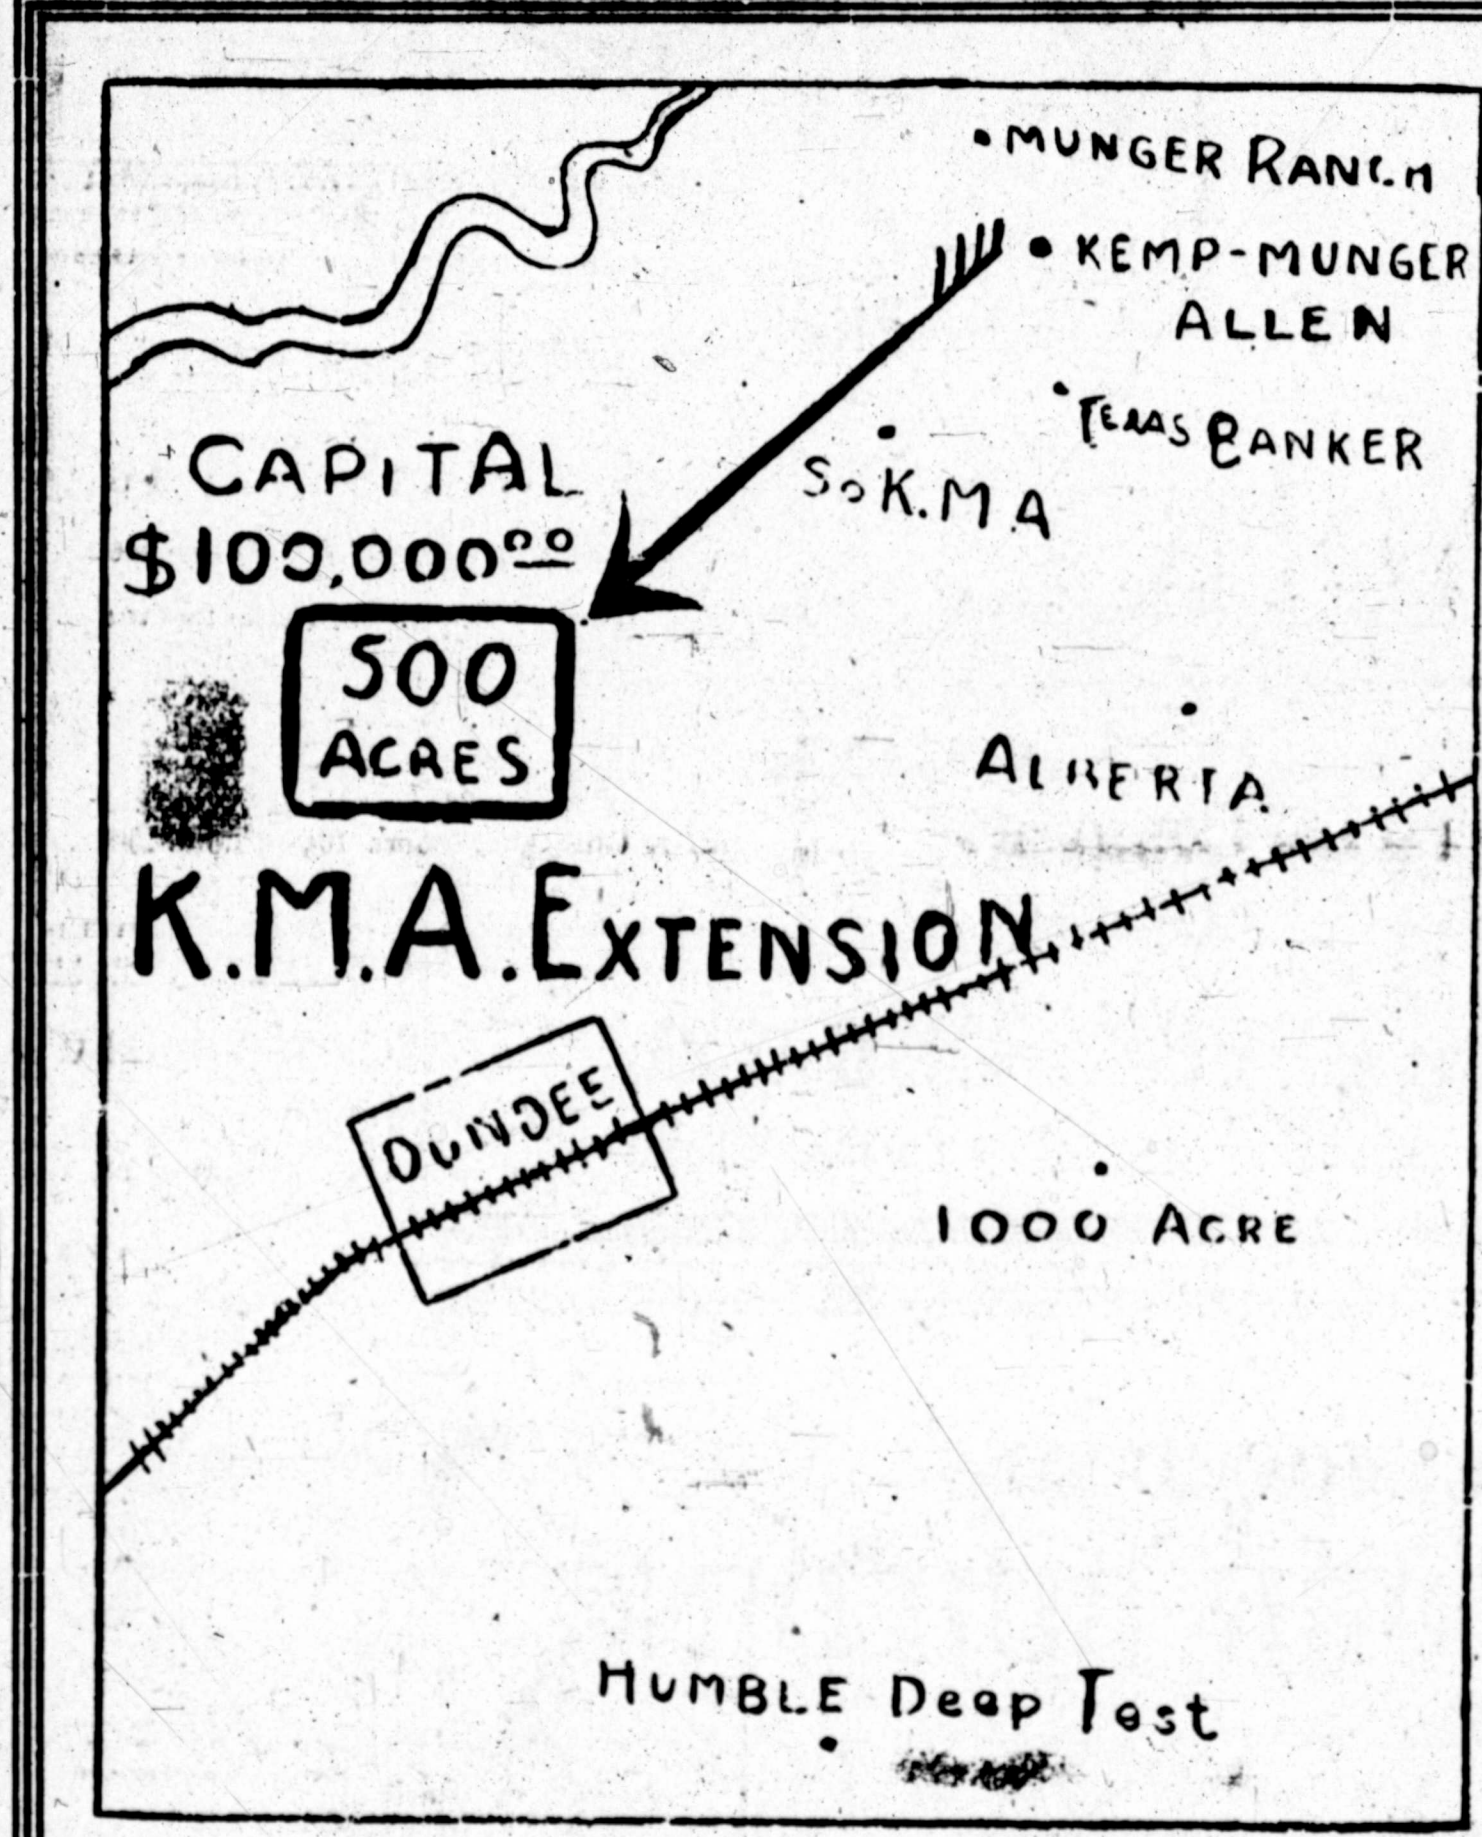 MUNGER RANCH
KEMP-MUNGER
ALLEN
TEXAS BANKER
So K.M.A
CAPITAL
$100,000.00
500
ACRES
ALBERTA
K.M.A. EXTENSION
DUNDEE
1000 ACRE
HUMBLE Deep Test